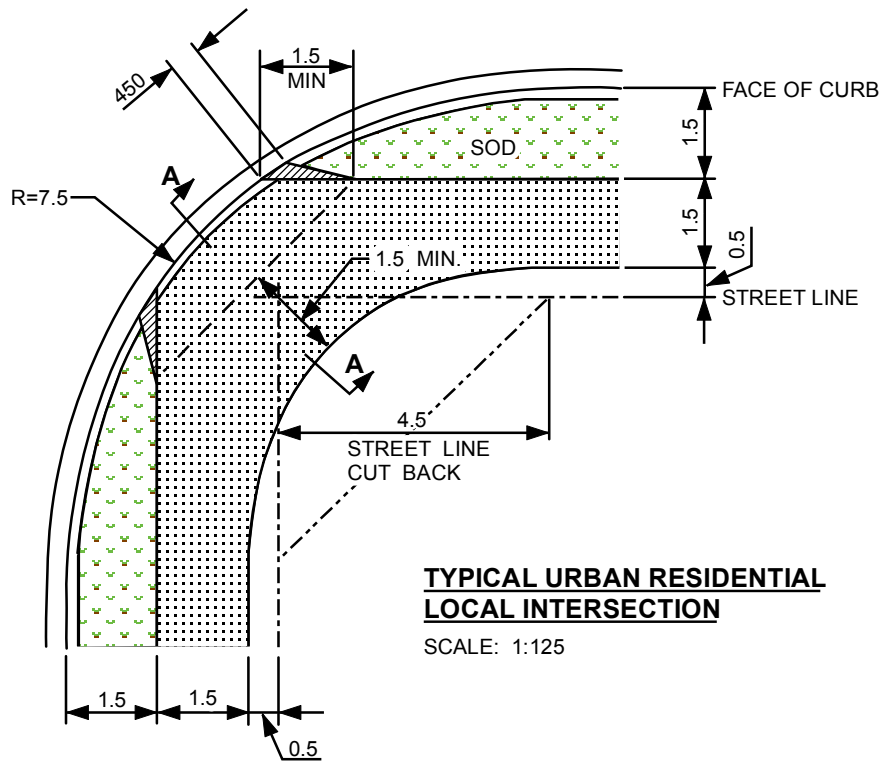 1.5
MIN
450
FACE OF CURB
1.5
SOD
A
R=7.5
1.5
0.5
1.5 MIN.
STREET LINE
A
4.5
STREET LINE
CUT BACK
TYPICAL URBAN RESIDENTIAL
LOCAL INTERSECTION
SCALE: 1:125
1.5
1.5
0.5